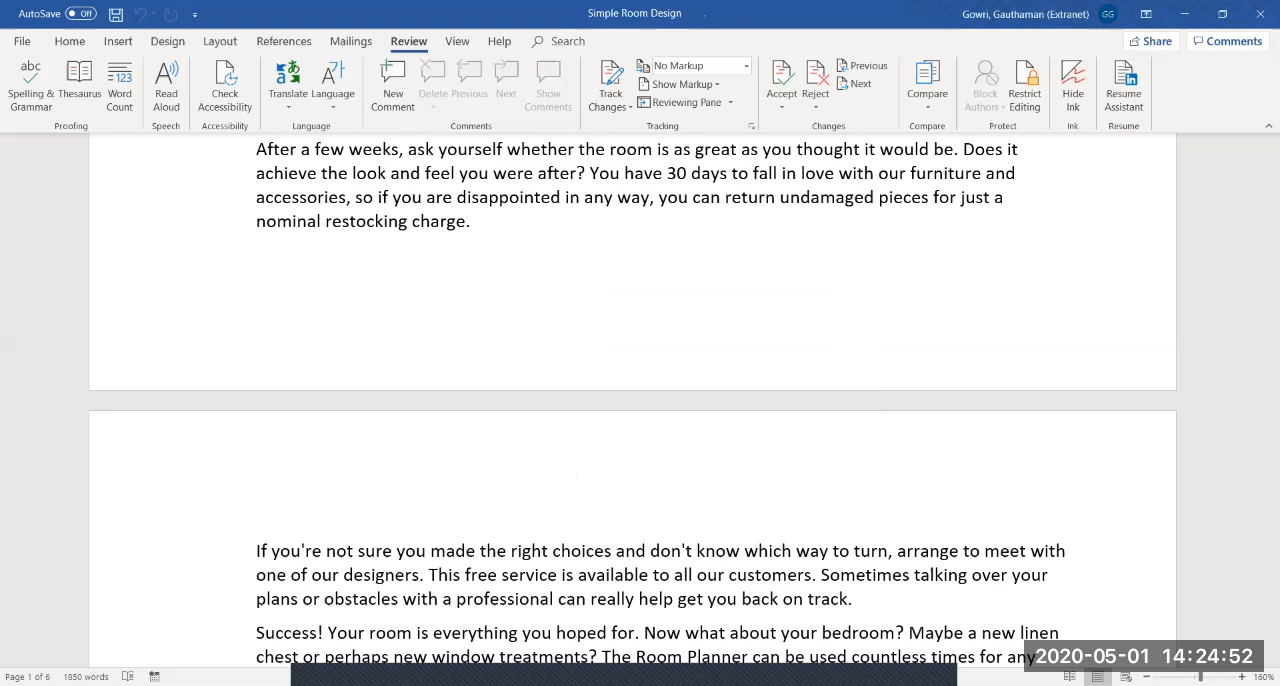 AutoSave Off Simple Room Design Gowri, Gauthaman (Extranet) GG
File Home Insert Design Layout References Mailings Review View Help Search Share Comments
abc Spelling & Grammar
Thesaurus
123 Word Count
Proofing
Read Aloud
Speech
Check Accessibility
Accessibility
Translate
Language
Language
New Comment
Delete
Previous
Next
Show Comments
Comments
Track Changes
No Markup
Show Markup
Reviewing Pane
Tracking
Accept
Reject
Previous
Next
Changes
Compare
Compare
Block Authors
Restrict Editing
Protect
Hide Ink
Ink
Resume Assistant
Resume
After a few weeks, ask yourself whether the room is as great as you thought it would be. Does it
achieve the look and feel you were after? You have 30 days to fall in love with our furniture and
accessories, so if you are disappointed in any way, you can return undamaged pieces for just a
nominal restocking charge.
If you're not sure you made the right choices and don't know which way to turn, arrange to meet with
one of our designers. This free service is available to all our customers. Sometimes talking over your
plans or obstacles with a professional can really help get you back on track.
Success! Your room is everything you hoped for. Now what about your bedroom? Maybe a new linen
chest or perhaps new window treatments? The Room Planner can be used countless times for any
2020-05-01 14:24:52
Page 1 of 6 1850 words 160%